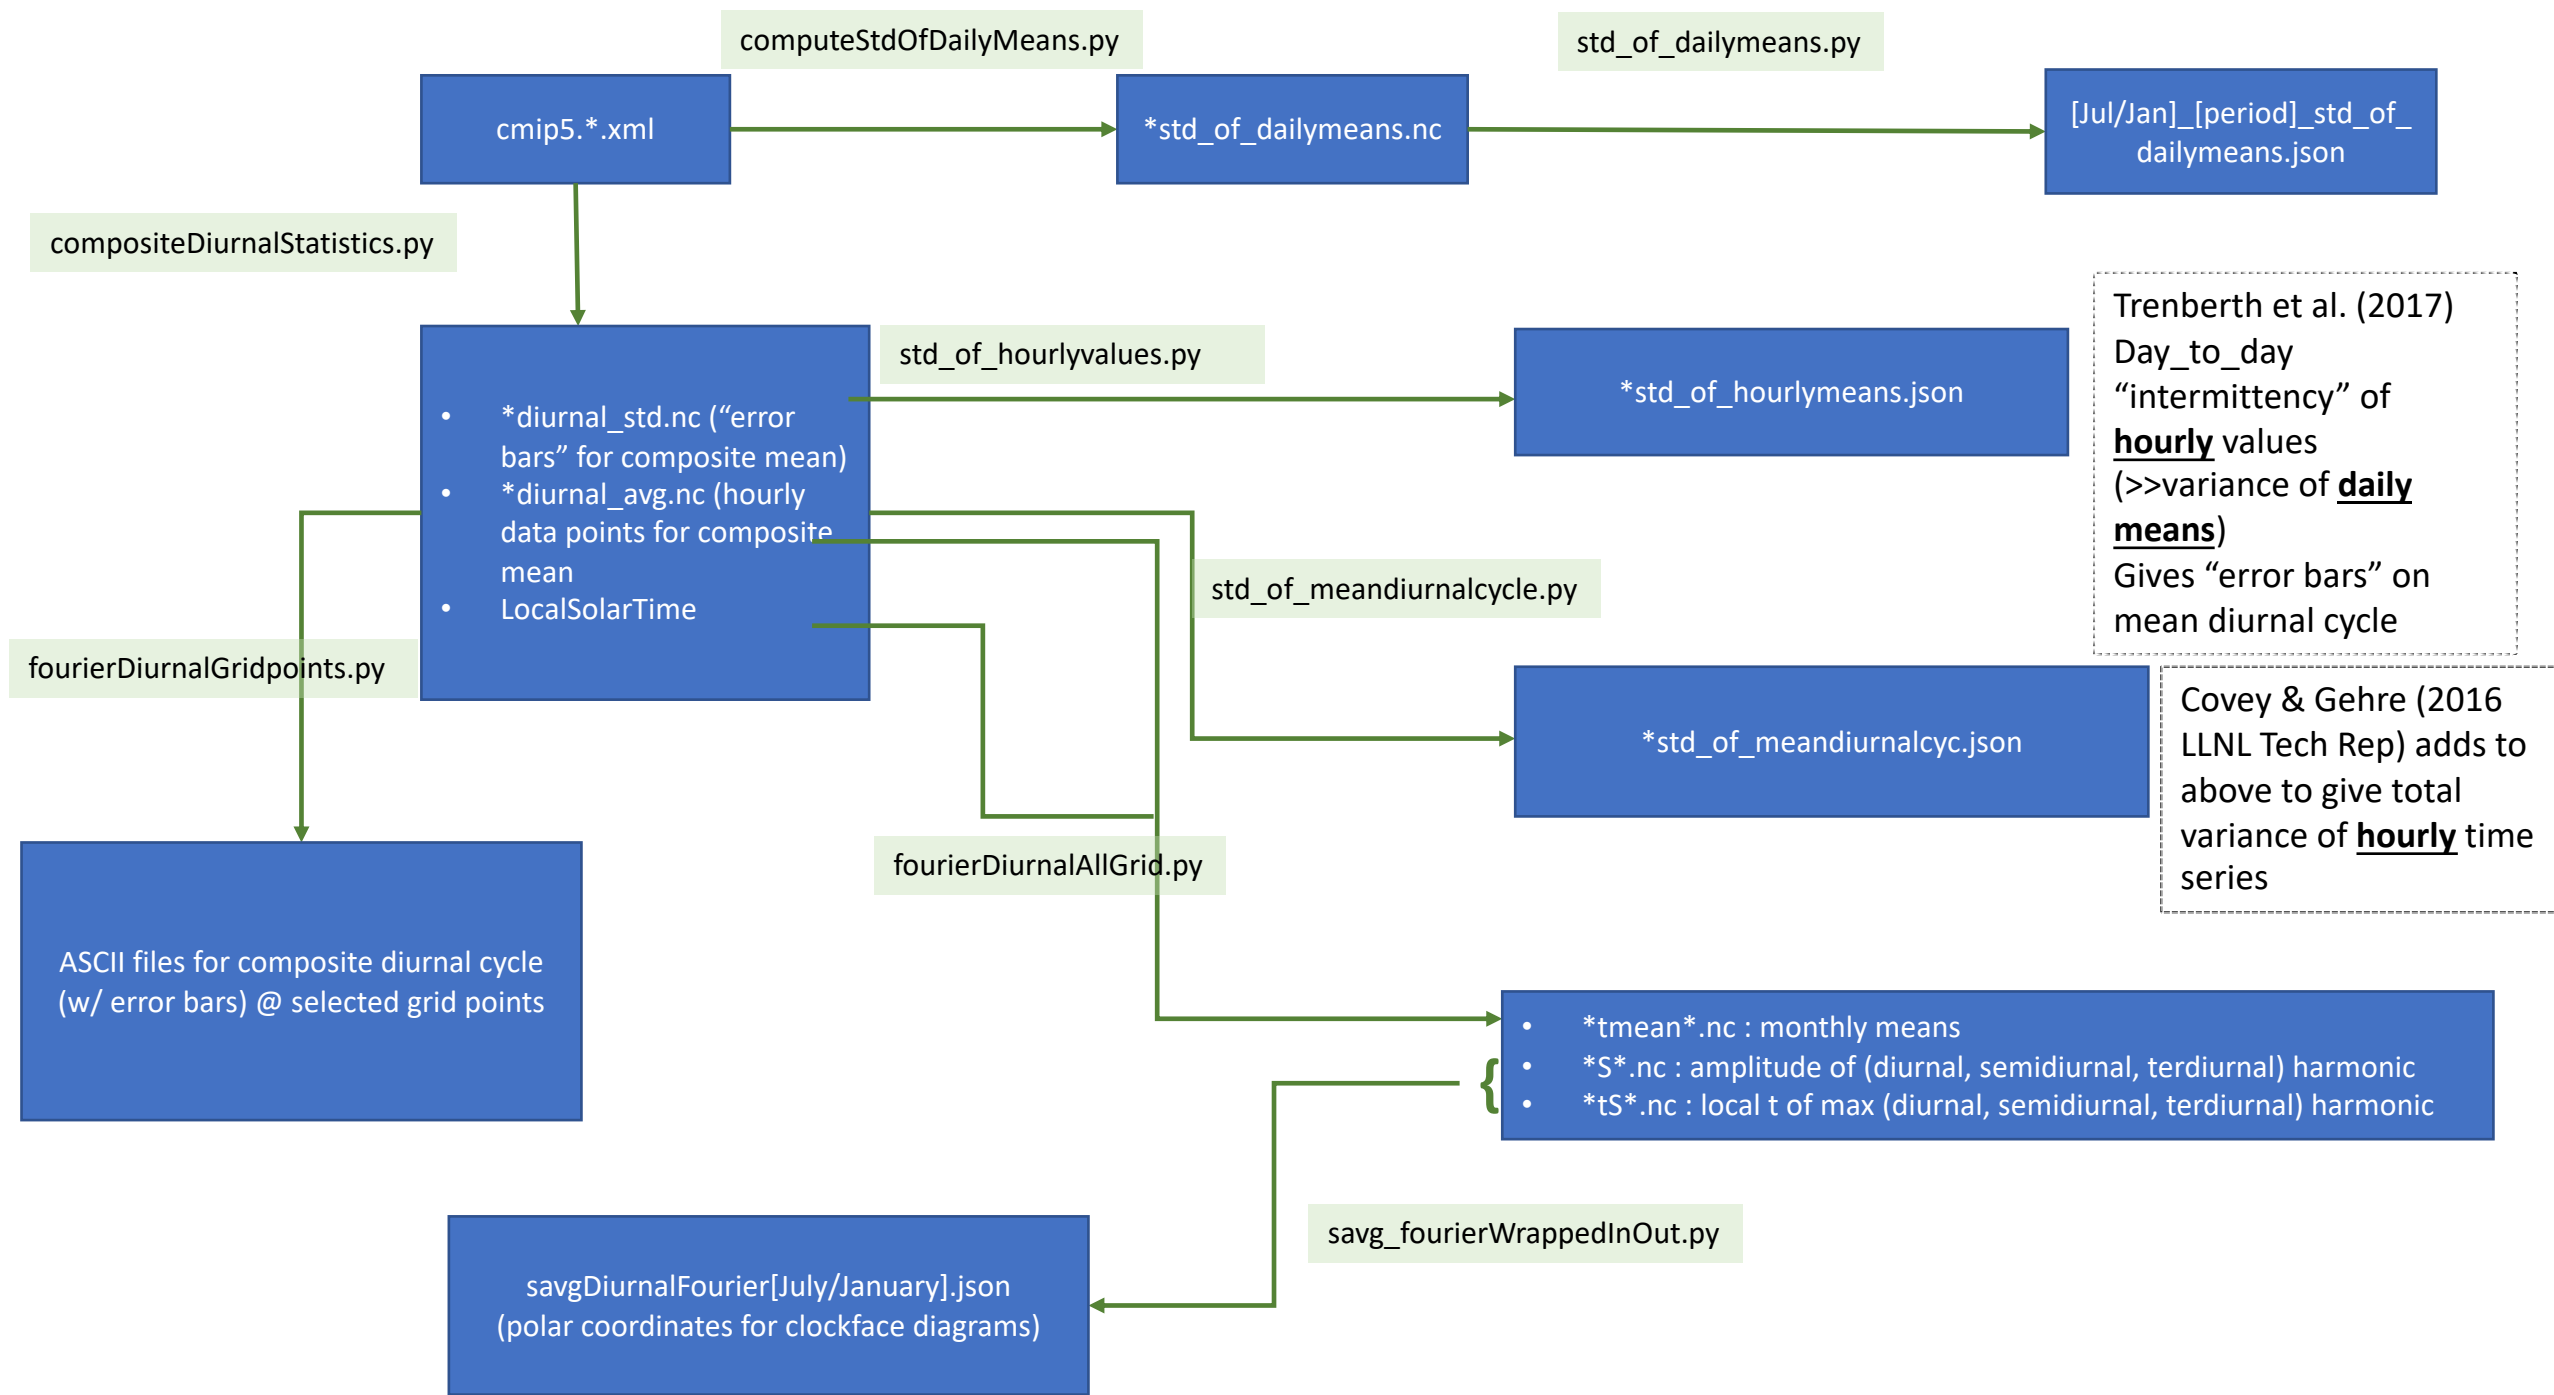 computeStdOfDailyMeans.py
std_of_dailymeans.py
cmip5.*.xml
*std_of_dailymeans.nc
[Jul/Jan]_[period]_std_of_
dailymeans.json
compositeDiurnalStatistics.py
std_of_hourlyvalues.py
• *diurnal_std.nc (“error
bars” for composite mean)
• *diurnal_avg.nc (hourly
data points for composite
mean
• LocalSolarTime
*std_of_hourlymeans.json
Trenberth et al. (2017)
Day_to_day
“intermittency” of
hourly values
(>>variance of daily
means)
Gives “error bars” on
mean diurnal cycle
std_of_meandiurnalcycle.py
fourierDiurnalGridpoints.py
*std_of_meandiurnalcyc.json
Covey & Gehre (2016
LLNL Tech Rep) adds to
above to give total
variance of hourly time
series
fourierDiurnalAllGrid.py
ASCII files for composite diurnal cycle
(w/ error bars) @ selected grid points
• *tmean*.nc : monthly means
{ • *S*.nc : amplitude of (diurnal, semidiurnal, terdiurnal) harmonic
• *tS*.nc : local t of max (diurnal, semidiurnal, terdiurnal) harmonic
savg_fourierWrappedInOut.py
savgDiurnalFourier[July/January].json
(polar coordinates for clockface diagrams)